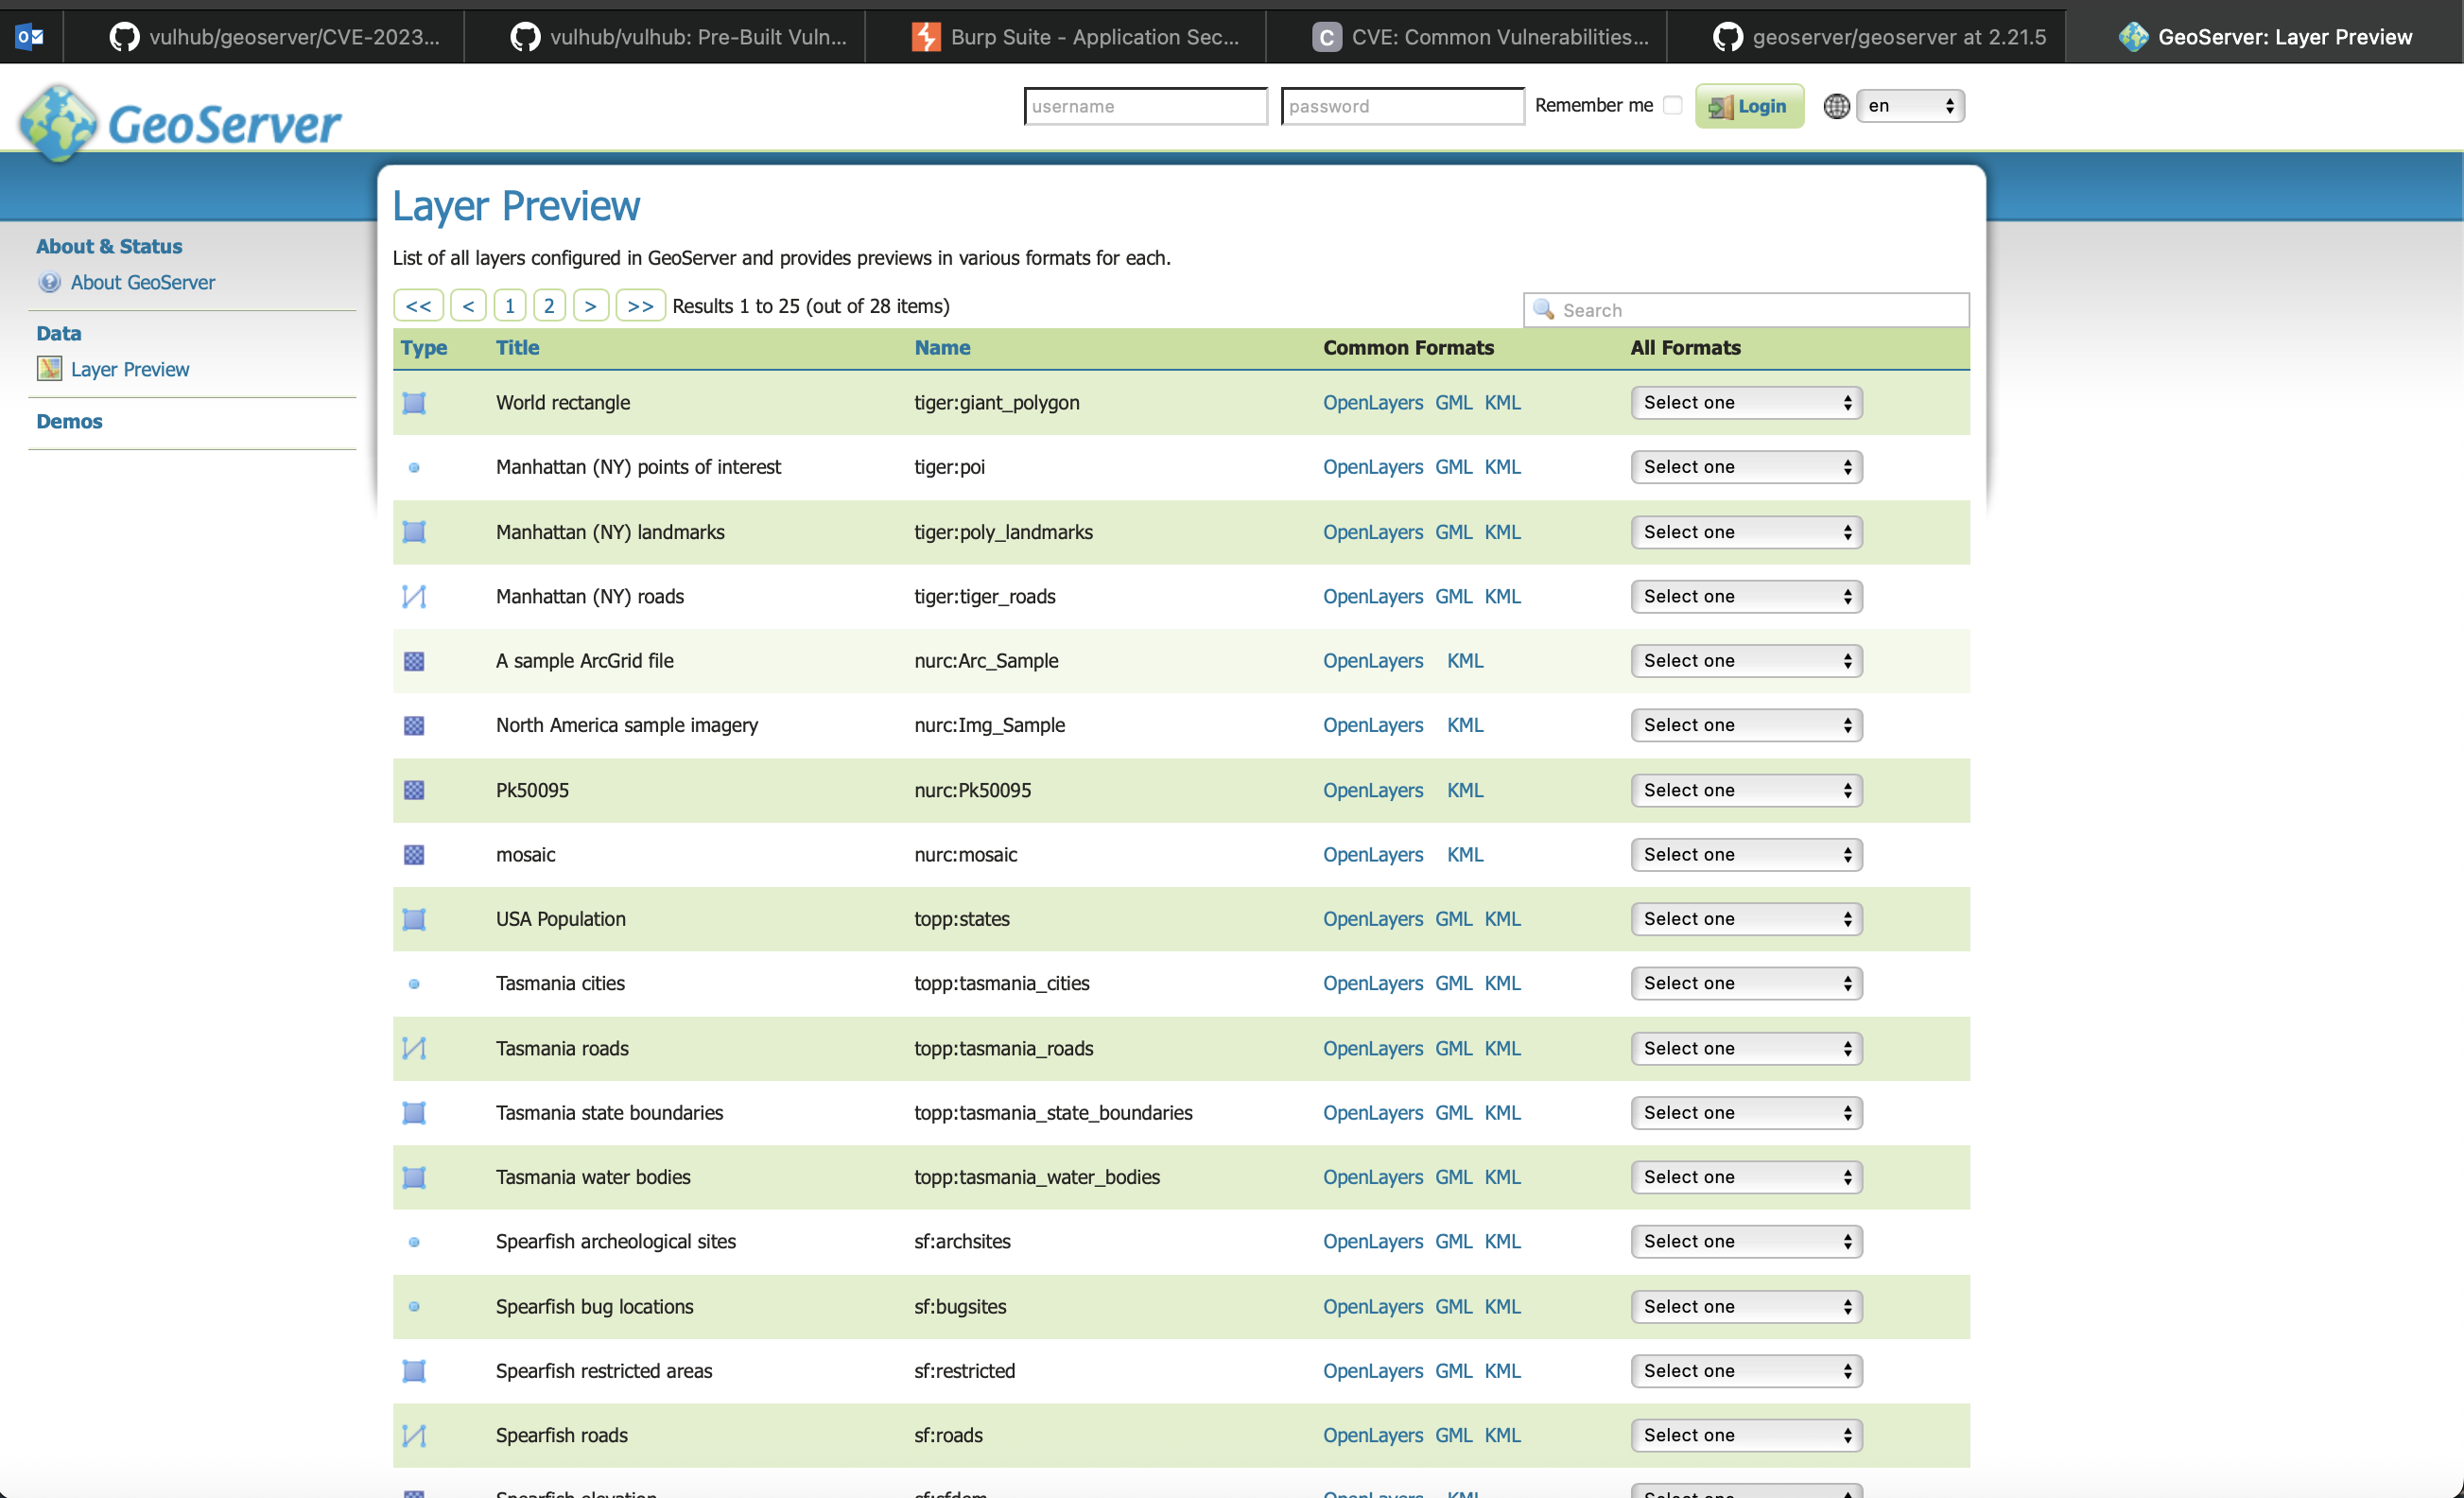 vulhub/geoserver/CVE-2023... vulhub/vulhub: Pre-Built Vuln... Burp Suite - Application Sec... C CVE: Common Vulnerabilities... geoserver/geoserver at 2.21.5 GeoServer: Layer Preview
GeoServer username password Remember me Login en
Layer Preview
About & Status
List of all layers configured in GeoServer and provides previews in various formats for each.
About GeoServer
<< < 1 2 > >> Results 1 to 25 (out of 28 items) Search
Data
Type Title Name Common Formats All Formats
Layer Preview
World rectangle tiger:giant_polygon OpenLayers GML KML Select one
Demos
Manhattan (NY) points of interest tiger:poi OpenLayers GML KML Select one
Manhattan (NY) landmarks tiger:poly_landmarks OpenLayers GML KML Select one
Manhattan (NY) roads tiger:tiger_roads OpenLayers GML KML Select one
A sample ArcGrid file nurc:Arc_Sample OpenLayers KML Select one
North America sample imagery nurc:Img_Sample OpenLayers KML Select one
Pk50095 nurc:Pk50095 OpenLayers KML Select one
mosaic nurc:mosaic OpenLayers KML Select one
USA Population topp:states OpenLayers GML KML Select one
Tasmania cities topp:tasmania_cities OpenLayers GML KML Select one
Tasmania roads topp:tasmania_roads OpenLayers GML KML Select one
Tasmania state boundaries topp:tasmania_state_boundaries OpenLayers GML KML Select one
Tasmania water bodies topp:tasmania_water_bodies OpenLayers GML KML Select one
Spearfish archeological sites sf:archsites OpenLayers GML KML Select one
Spearfish bug locations sf:bugsites OpenLayers GML KML Select one
Spearfish restricted areas sf:restricted OpenLayers GML KML Select one
Spearfish roads sf:roads OpenLayers GML KML Select one
Spearfish elevation sf:sfdem OpenLayers KML Select one